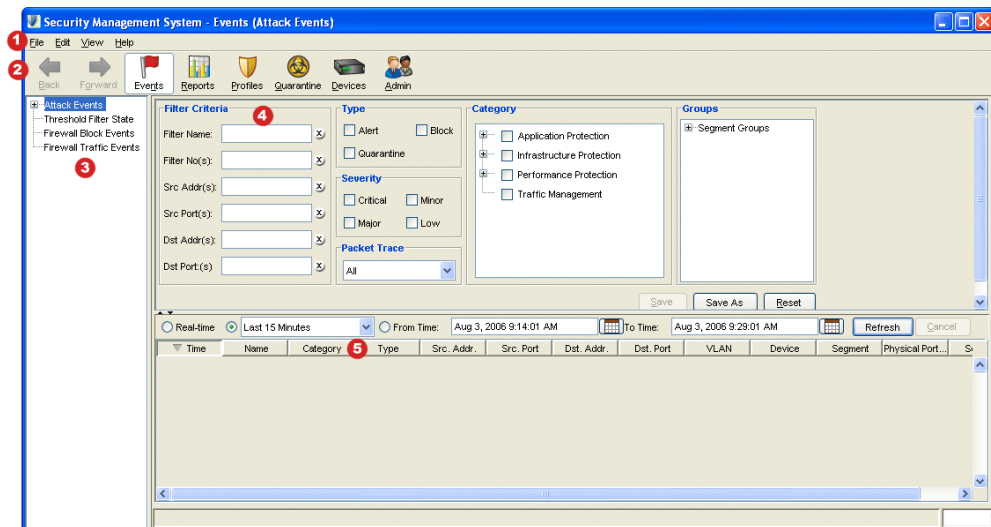 Security Management System - Events (Attack Events)
1 File Edit View Help
2 Back Forward Events Reports Profiles Quarantine Devices Admin
Attack Events
Threshold Filter State
Firewall Block Events
Firewall Traffic Events
3
Filter Criteria
4
Filter Name: x
Filter No(s): x
Src Addr(s): x
Src Port(s): x
Dst Addr(s): x
Dst Port:(s) x
Type
Alert Block
Quarantine
Severity
Critical Minor
Major Low
Packet Trace
All
Category
Application Protection
Infrastructure Protection
Performance Protection
Traffic Management
Groups
Segment Groups
Save Save As Reset
Real-time Last 15 Minutes From Time: Aug 3, 2006 9:14:01 AM To Time: Aug 3, 2006 9:29:01 AM Refresh Cancel
Time Name Category 5 Type Src. Addr. Src. Port Dst. Addr. Dst. Port VLAN Device Segment Physical Port...